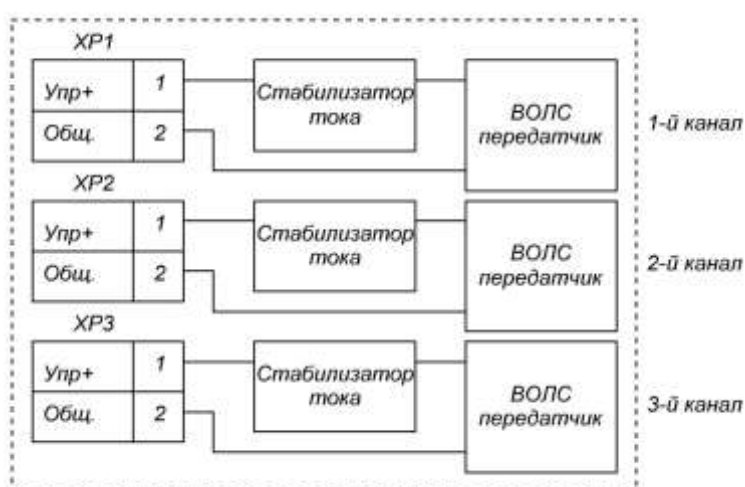 XP1
Упр+ 1
Общ. 2
Стабилизатор
тока
ВОЛС
передатчик
1-й канал
XP2
Упр+ 1
Общ. 2
Стабилизатор
тока
ВОЛС
передатчик
2-й канал
XP3
Упр+ 1
Общ. 2
Стабилизатор
тока
ВОЛС
передатчик
3-й канал